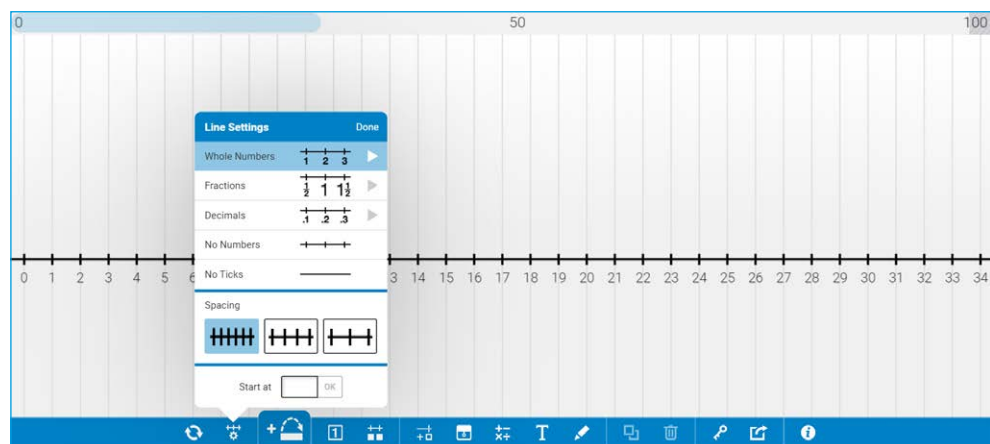 0 50 100
Line Settings Done
Whole Numbers 1 2 3
Fractions 1/2 1 1 1/2
Decimals .1 .2 .3
No Numbers
0 1 2 3 4 5 6 3 14 15 16 17 18 19 20 21 22 23 24 25 26 27 28 29 30 31 32 33 34
No Ticks
Spacing
Start at OK
+ 1 T i